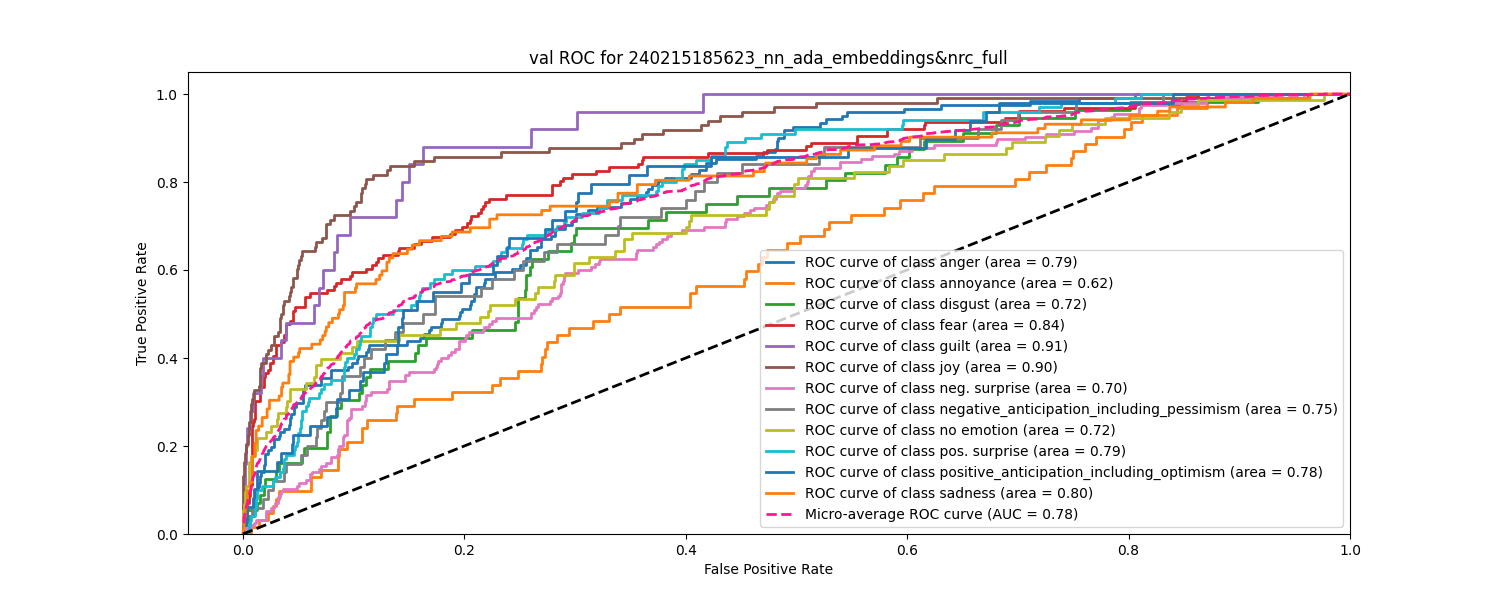 val ROC for 240215185623_nn_ada_embeddings&nrc_full
True Positive Rate
1.0
0.8
0.6
0.4
0.2
0.0
ROC curve of class anger (area = 0.79)
ROC curve of class annoyance (area = 0.62)
ROC curve of class disgust (area = 0.72)
ROC curve of class fear (area = 0.84)
ROC curve of class guilt (area = 0.91)
ROC curve of class joy (area = 0.90)
ROC curve of class neg. surprise (area = 0.70)
ROC curve of class negative_anticipation_including_pessimism (area = 0.75)
ROC curve of class no emotion (area = 0.72)
ROC curve of class pos. surprise (area = 0.79)
ROC curve of class positive_anticipation_including_optimism (area = 0.78)
ROC curve of class sadness (area = 0.80)
Micro-average ROC curve (AUC = 0.78)
0.0 0.2 0.4 0.6 0.8 1.0
False Positive Rate